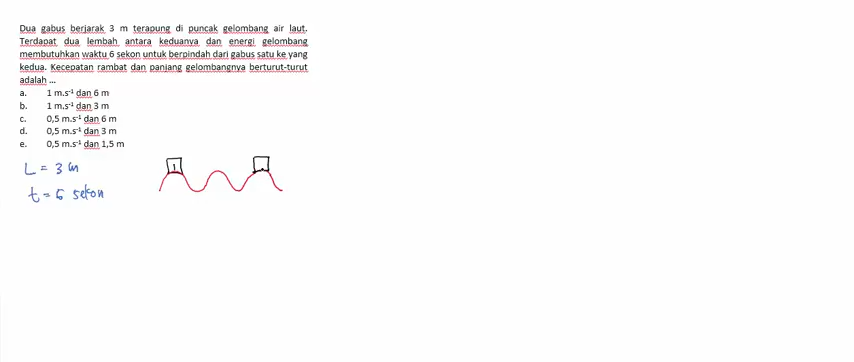 Dua gabus berjarak 3 m terapung di puncak gelombang air laut.
Terdapat dua lembah antara keduanya dan energi gelombang
membutuhkan waktu 6 sekon untuk berpindah dari gabus satu ke yang
kedua. Kecepatan rambat dan panjang gelombangnya berturut-turut
adalah ...
a. 1 m.s⁻¹ dan 6 m
b. 1 m.s⁻¹ dan 3 m
c. 0,5 m.s⁻¹ dan 6 m
d. 0,5 m.s⁻¹ dan 3 m
e. 0,5 m.s⁻¹ dan 1,5 m
L = 3 m
1
t = 6 sekon